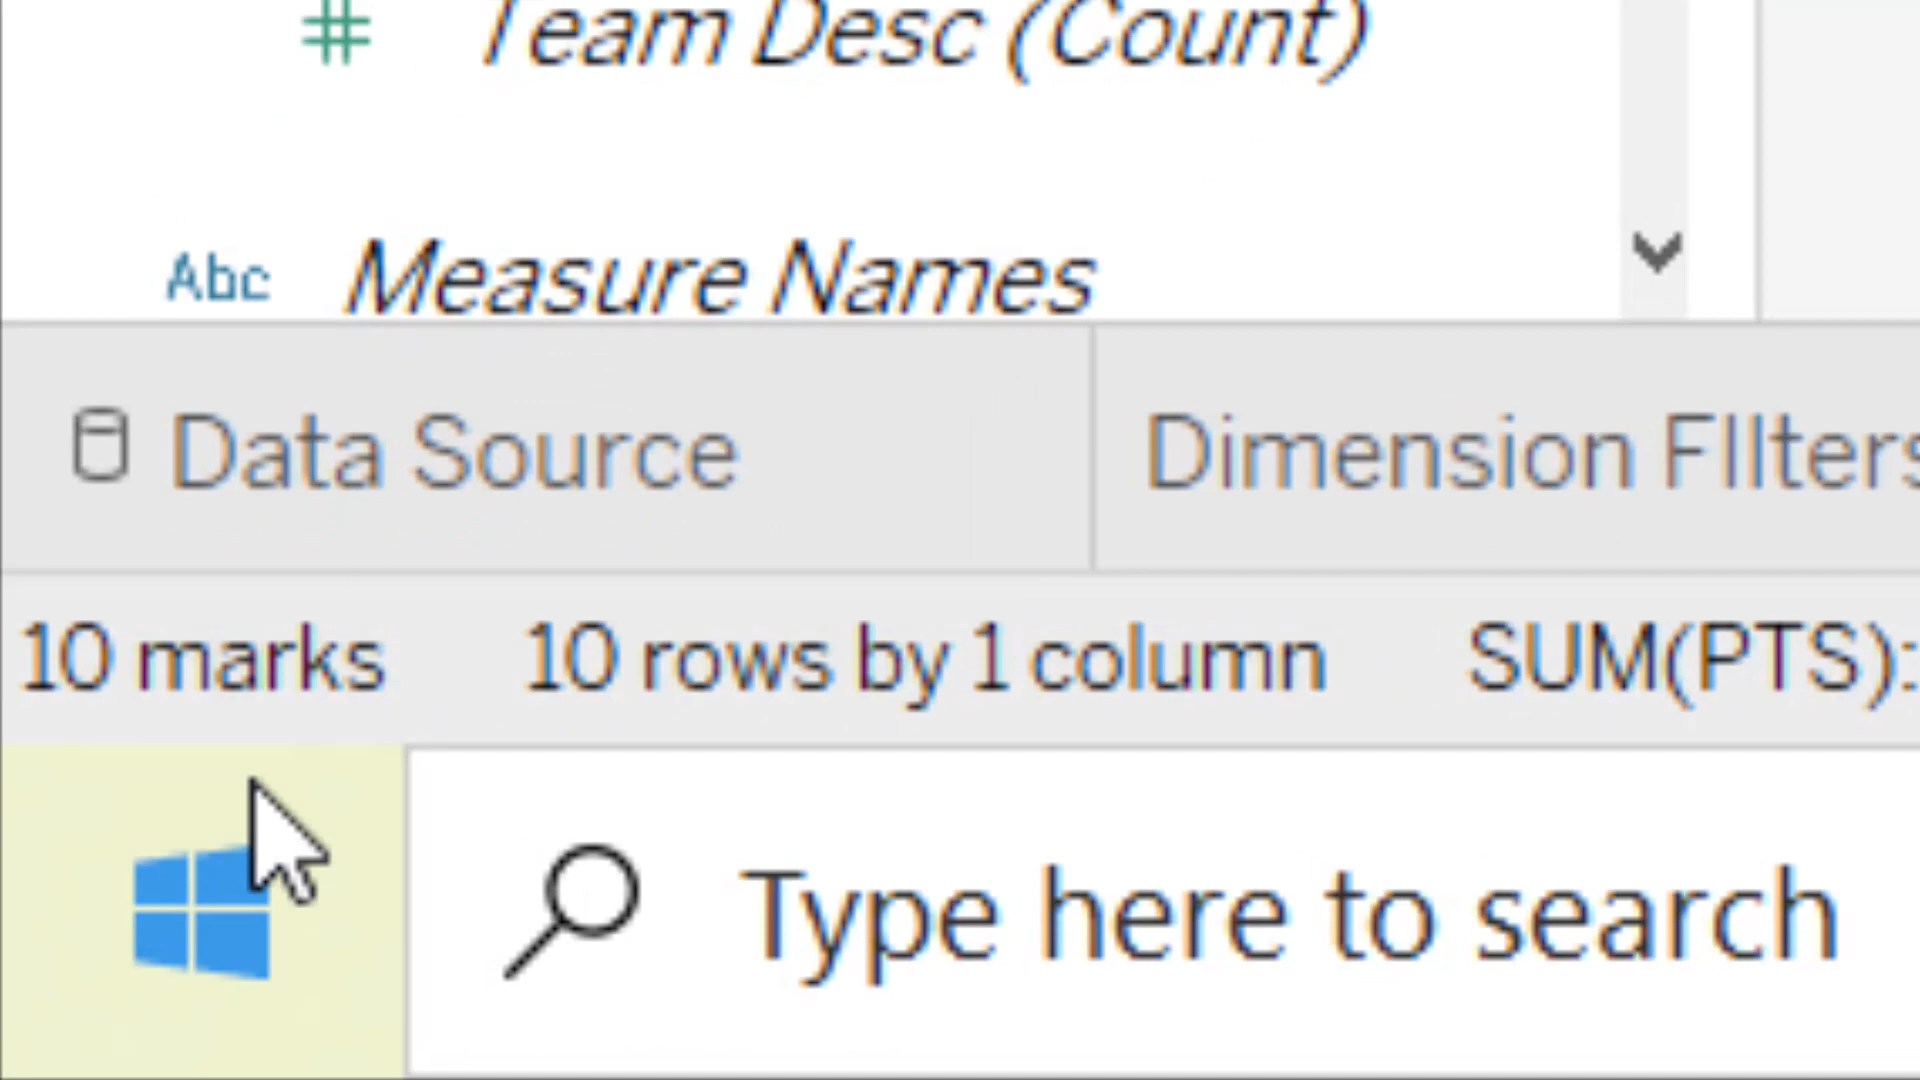 Team Desc (Count)
Abc Measure Names
Data Source
Dimension FIlters
10 marks 10 rows by 1 column SUM(PTS):
Type here to search